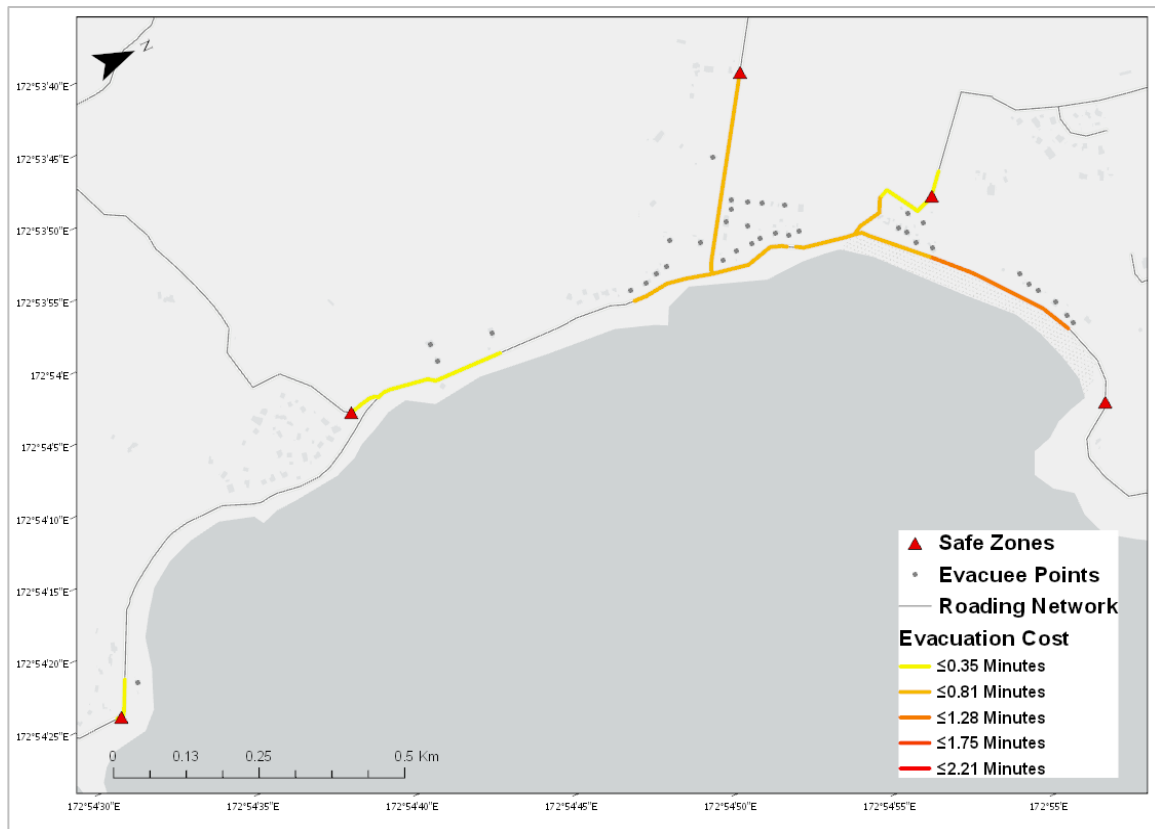 N
172°53'40"E
172°53'45"E
172°53'50"E
172°53'55"E
172°54'E
172°54'5"E
172°54'10"E
172°54'15"E
172°54'20"E
172°54'25"E
Safe Zones
Evacuee Points
Roading Network
Evacuation Cost
≤0.35 Minutes
≤0.81 Minutes
≤1.28 Minutes
≤1.75 Minutes
≤2.21 Minutes
0 0.13 0.25 0.5 Km
172°54'30"E 172°54'35"E 172°54'40"E 172°54'45"E 172°54'50"E 172°54'55"E 172°55'E